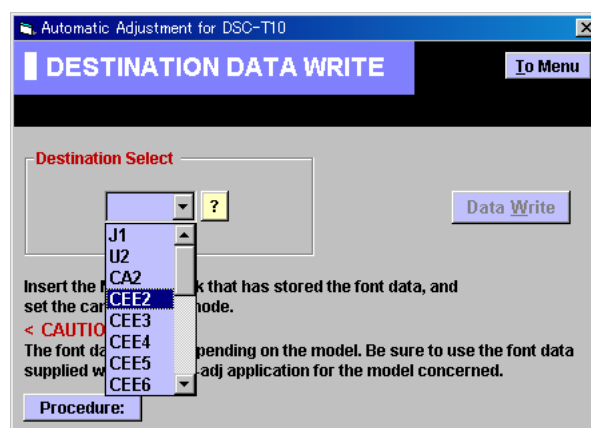 Automatic Adjustment for DSC-T10
DESTINATION DATA WRITE
To Menu
Destination Select
?
Data Write
J1
U2
CA2
CEE2
CEE3
CEE4
CEE5
CEE6
Insert the k that has stored the font data, and
set the node.
< CAUTIO
The font da pending on the model. Be sure to use the font data
supplied w -adj application for the model concerned.
Procedure: